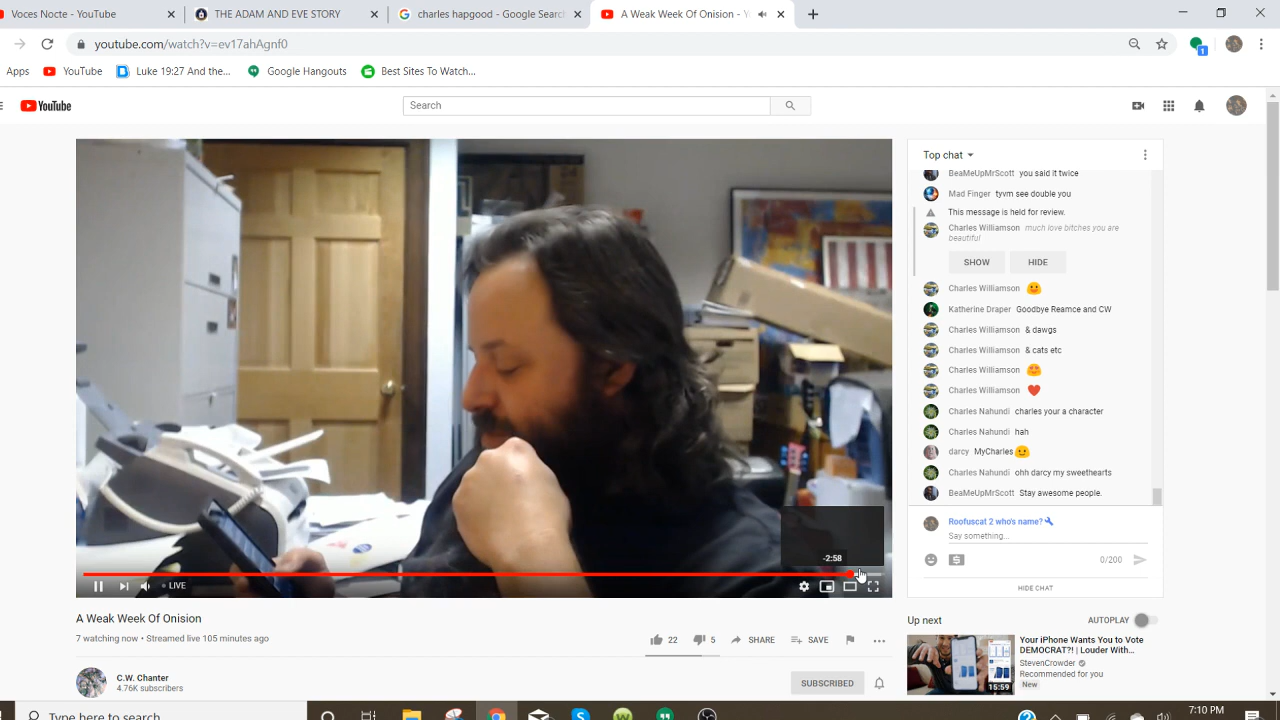 Voces Nocte - YouTube
THE ADAM AND EVE STORY
charles hapgood - Google Search
A Weak Week Of Onision - Y
youtube.com/watch?v=ev17ahAgnf0
1
Apps
YouTube
Luke 19:27 And the...
Google Hangouts
Best Sites To Watch...
YouTube
Search
Top chat
BeaMeUpMrScott you said it twice
Mad Finger tyvm see double you
This message is held for review.
Charles Williamson much love bitches you are
beautiful
SHOW
HIDE
Charles Williamson
Katherine Draper Goodbye Reamce and CW
Charles Williamson & dawgs
Charles Williamson & cats etc
Charles Williamson
Charles Williamson
Charles Nahundi charles your a character
Charles Nahundi hah
darcy MyCharles
Charles Nahundi ohh darcy my sweethearts
BeaMeUpMrScott Stay awesome people.
Roofuscat 2 who's name?
Say something...
0/200
HIDE CHAT
-2:58
LIVE
A Weak Week Of Onision
7 watching now • Streamed live 105 minutes ago
22
5
SHARE
SAVE
C.W. Chanter
4.76K subscribers
SUBSCRIBED
Up next
AUTOPLAY
Your iPhone Wants You to Vote
DEMOCRAT?! | Louder With...
StevenCrowder
Recommended for you
New
15:59
Type here to search
7:10 PM